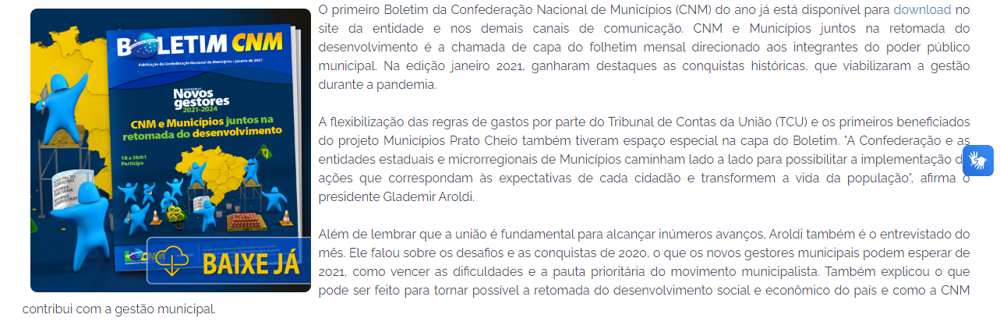 BOLETIM CNM
Publicação da Confederação Nacional de Municípios • Janeiro de 2021
Novos
gestores
2021-2024
CNM e Municípios juntos na
retomada do desenvolvimento
18 a 28/01
Participe
CNM
BAIXE JÁ
O primeiro Boletim da Confederação Nacional de Municípios (CNM) do ano já está disponível para download no
site da entidade e nos demais canais de comunicação. CNM e Municípios juntos na retomada do
desenvolvimento é a chamada de capa do folhetim mensal direcionado aos integrantes do poder público
municipal. Na edição janeiro 2021, ganharam destaques as conquistas históricas, que viabilizaram a gestão
durante a pandemia.
A flexibilização das regras de gastos por parte do Tribunal de Contas da União (TCU) e os primeiros beneficiados
do projeto Municípios Prato Cheio também tiveram espaço especial na capa do Boletim. "A Confederação e as
entidades estaduais e microrregionais de Municípios caminham lado a lado para possibilitar a implementação d
ações que correspondam às expectativas de cada cidadão e transformem a vida da população", afirma o
presidente Glademir Aroldi.
Além de lembrar que a união é fundamental para alcançar inúmeros avanços, Aroldi também é o entrevistado do
mês. Ele falou sobre os desafios e as conquistas de 2020, o que os novos gestores municipais podem esperar de
2021, como vencer as dificuldades e a pauta prioritária do movimento municipalista. Também explicou o que
pode ser feito para tornar possível a retomada do desenvolvimento social e econômico do país e como a CNM
contribui com a gestão municipal.